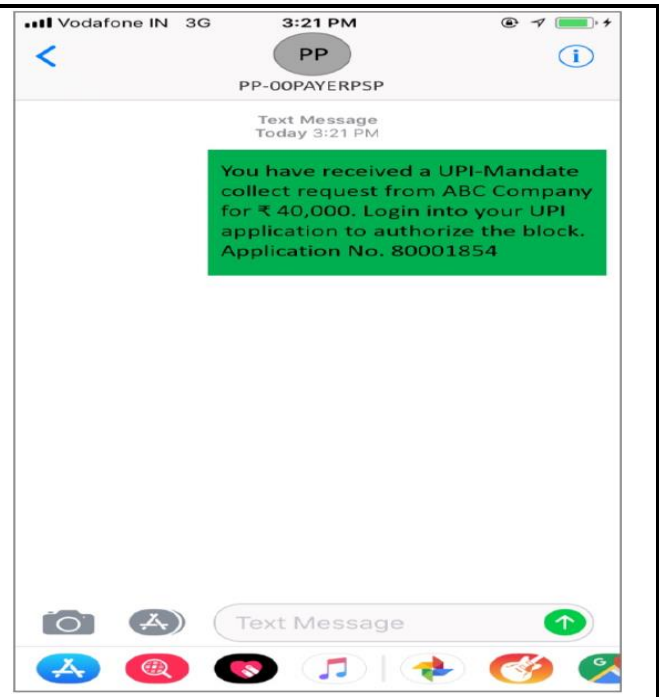 Vodafone IN 3G 3:21 PM
PP
PP-00PAYERPSP
Text Message
Today 3:21 PM
You have received a UPI-Mandate
collect request from ABC Company
for ₹ 40,000. Login into your UPI
application to authorize the block.
Application No. 80001854
Text Message
G